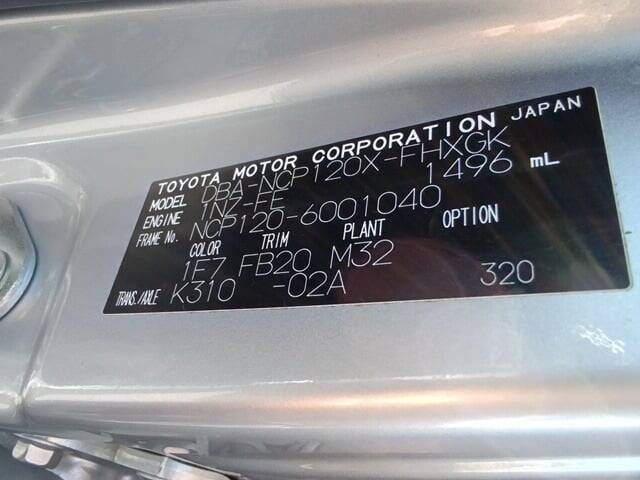 TOYOTA MOTOR CORPORATION JAPAN
MODEL DBA-NCP120X-FHXGK
ENGINE 1NZ-FE 1496 mL
FRAME No. NCP120-6001040
COLOR TRIM PLANT OPTION
1E7 FB20 M32
TRANS./AXLE K310 -02A 320